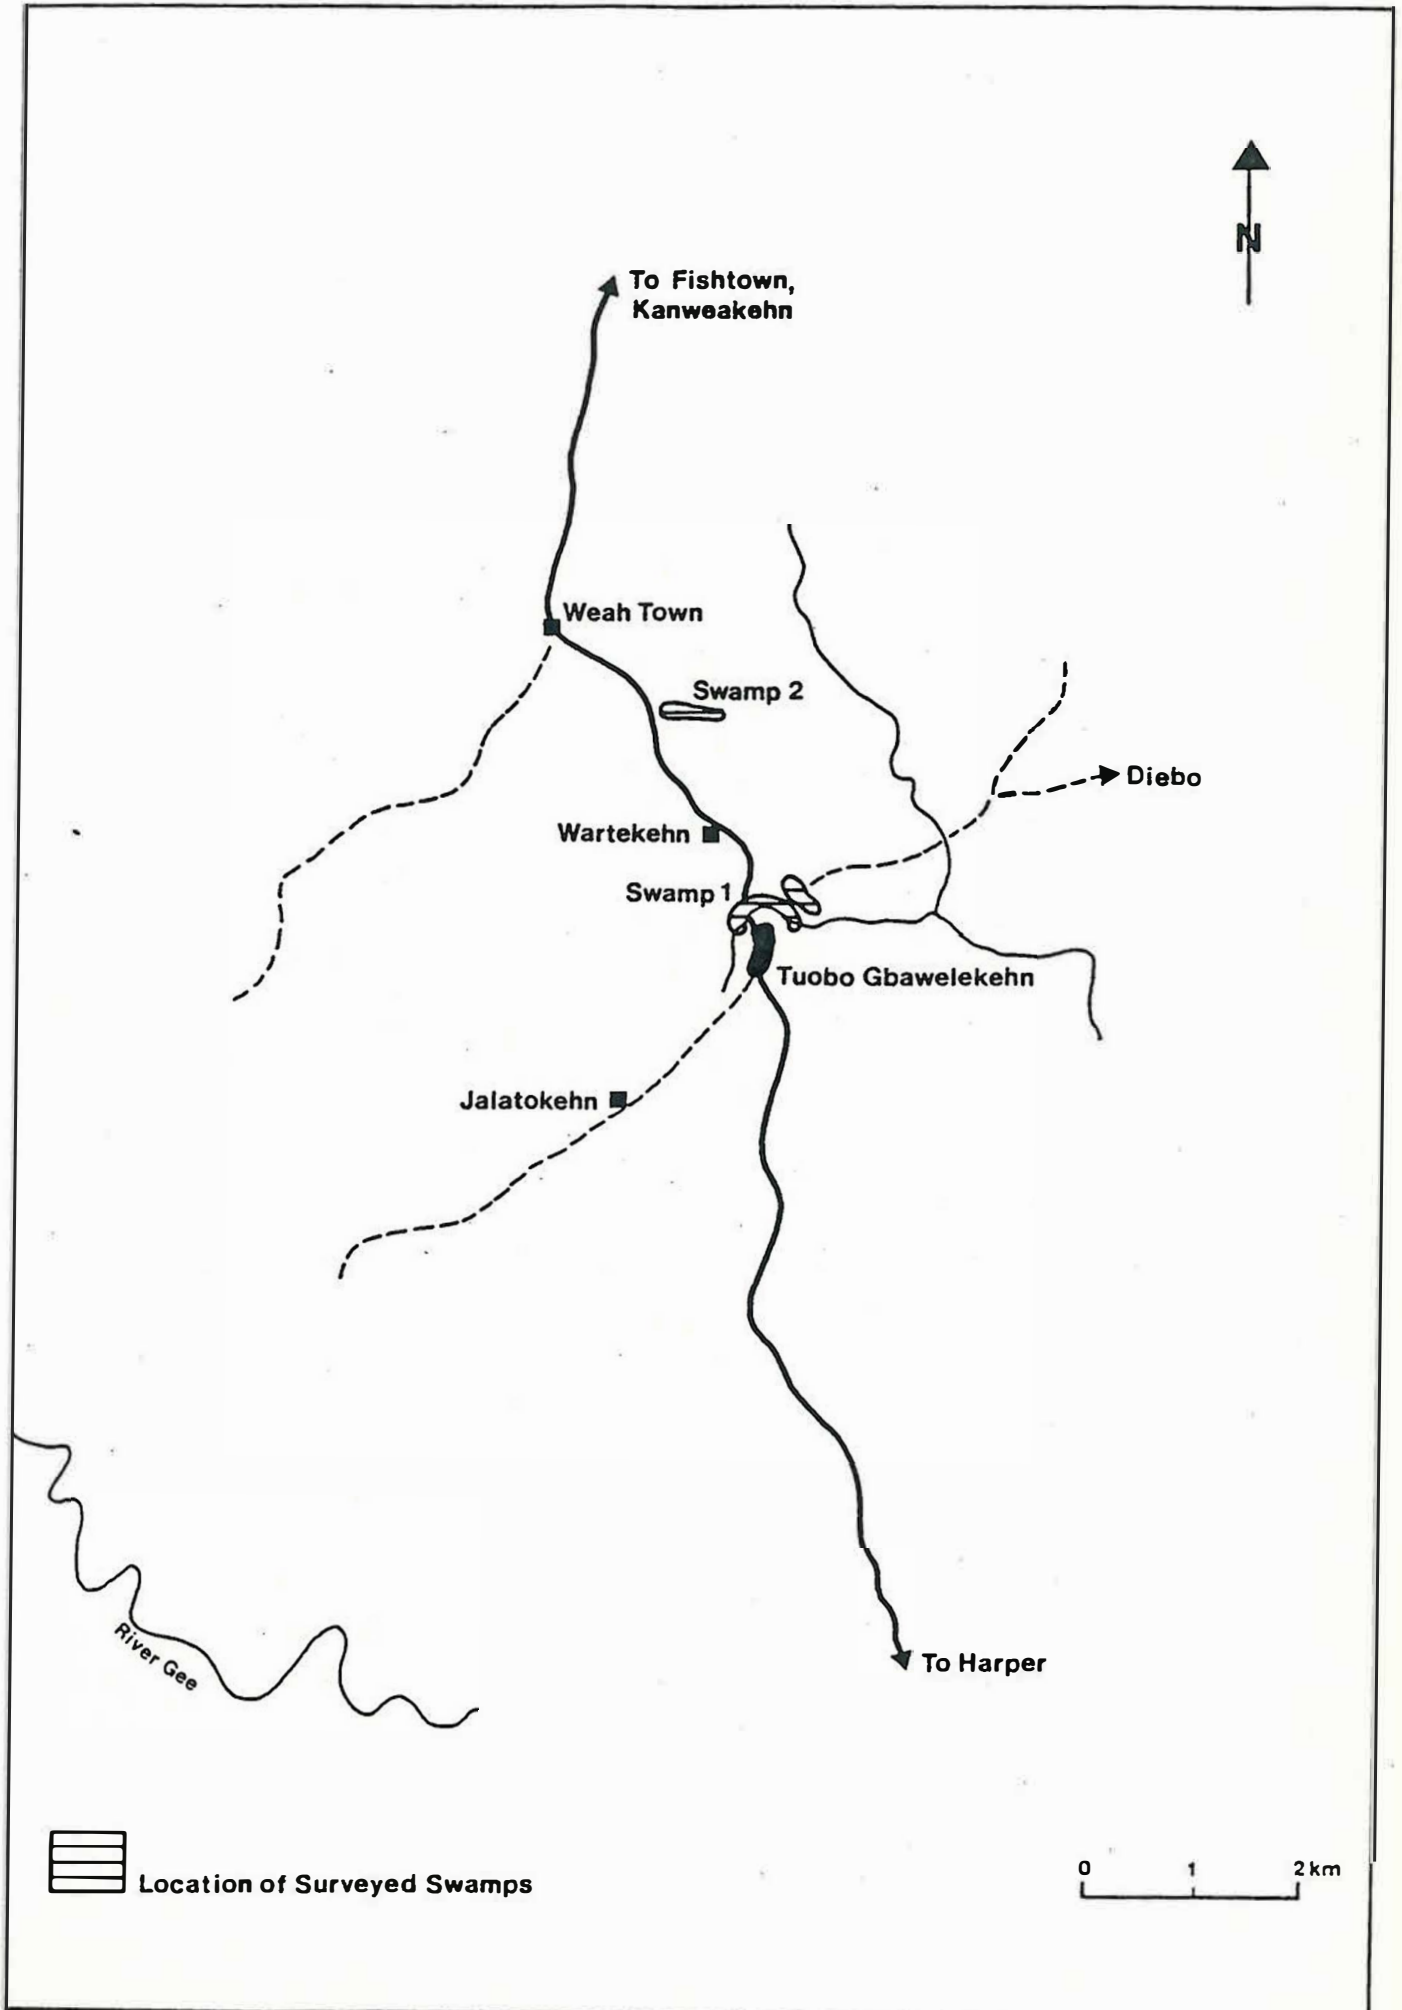 N
To Fishtown,
Kanweakehn
Weah Town
Swamp 2
Diebo
Wartekehn
Swamp 1
Tuobo Gbawelekehn
Jalatokehn
River Gee
To Harper
Location of Surveyed Swamps
0 1 2 km